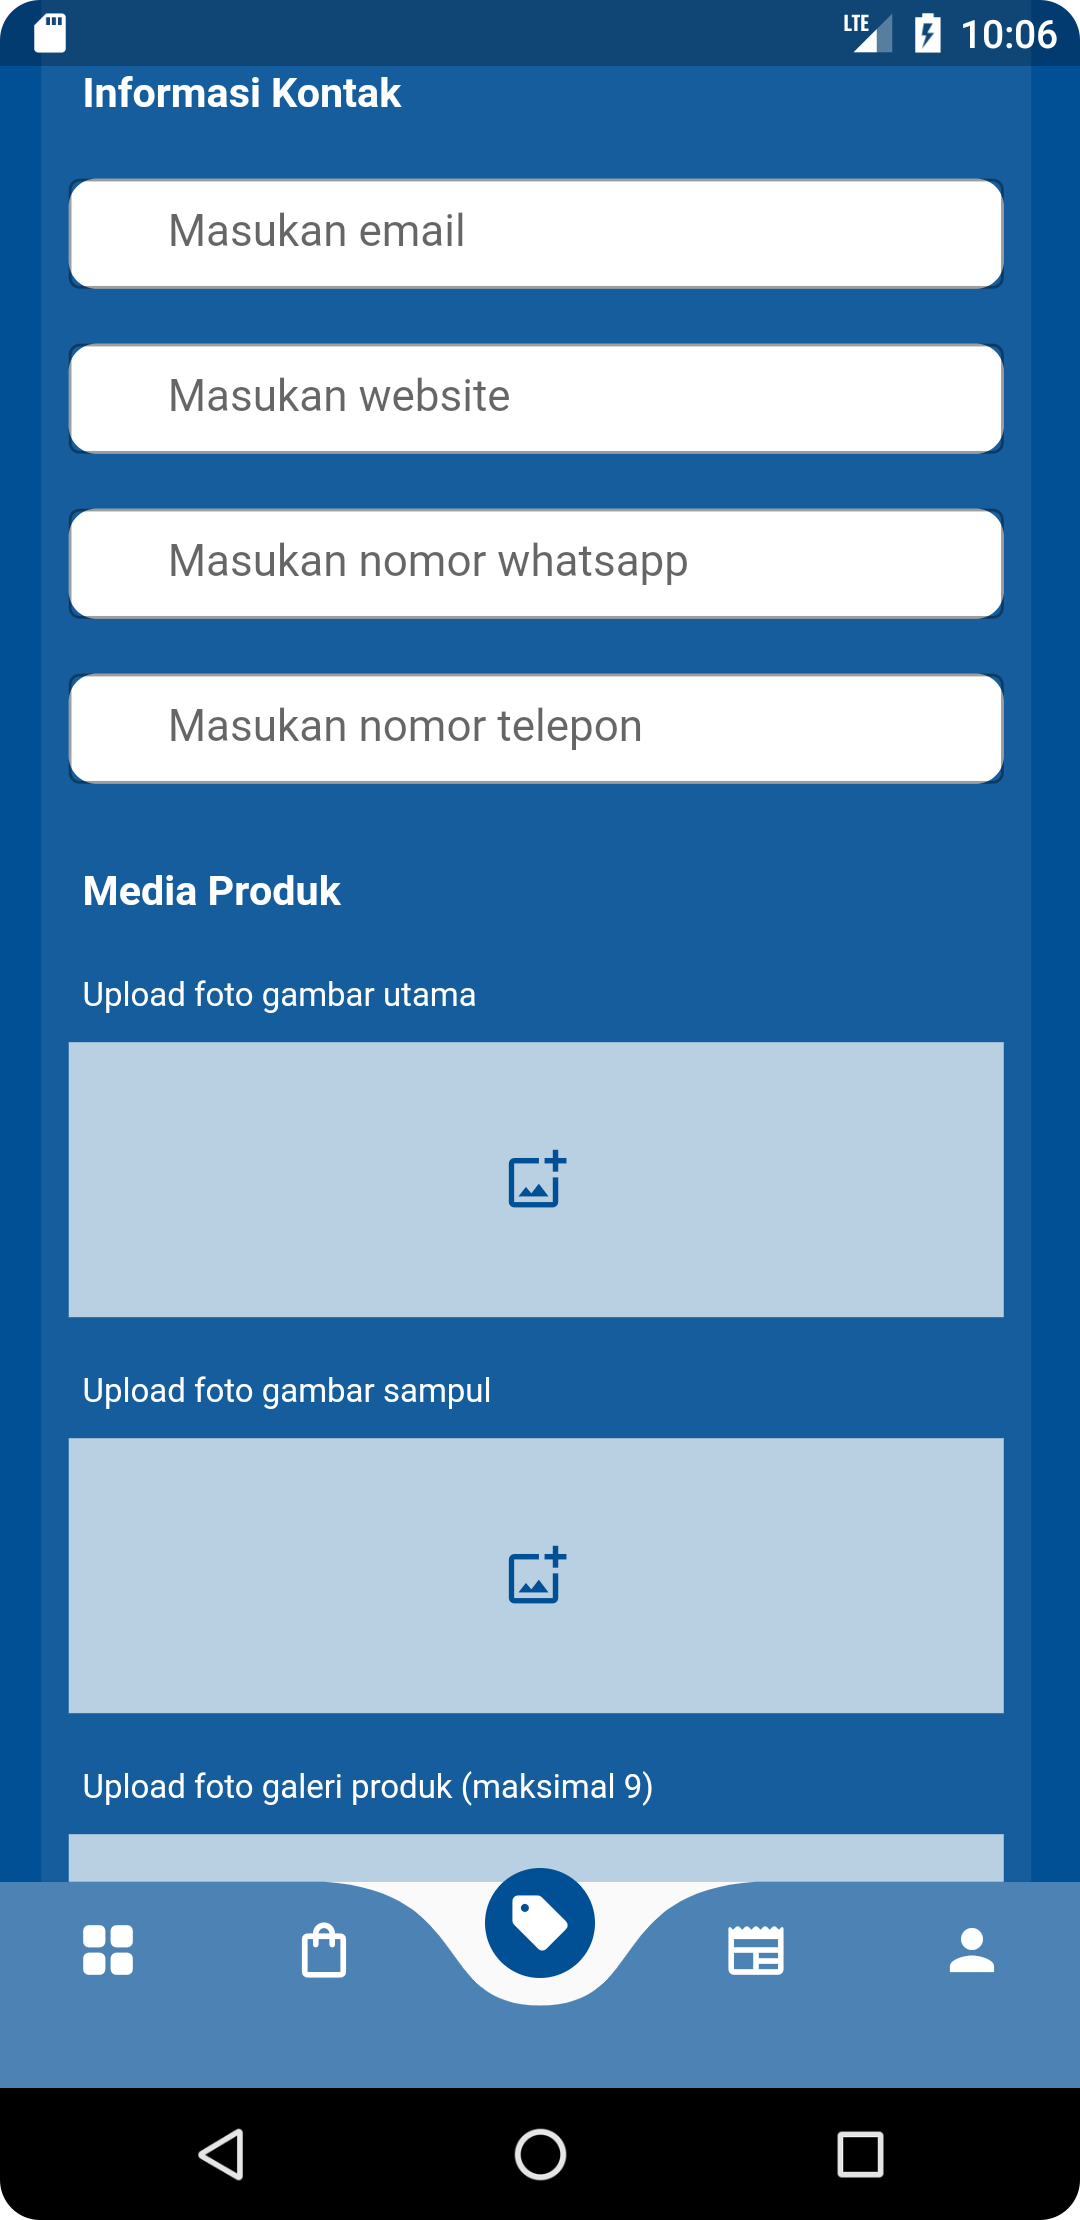 LTE 10:06
Informasi Kontak
Masukan email
Masukan website
Masukan nomor whatsapp
Masukan nomor telepon
Media Produk
Upload foto gambar utama
Upload foto gambar sampul
Upload foto galeri produk (maksimal 9)